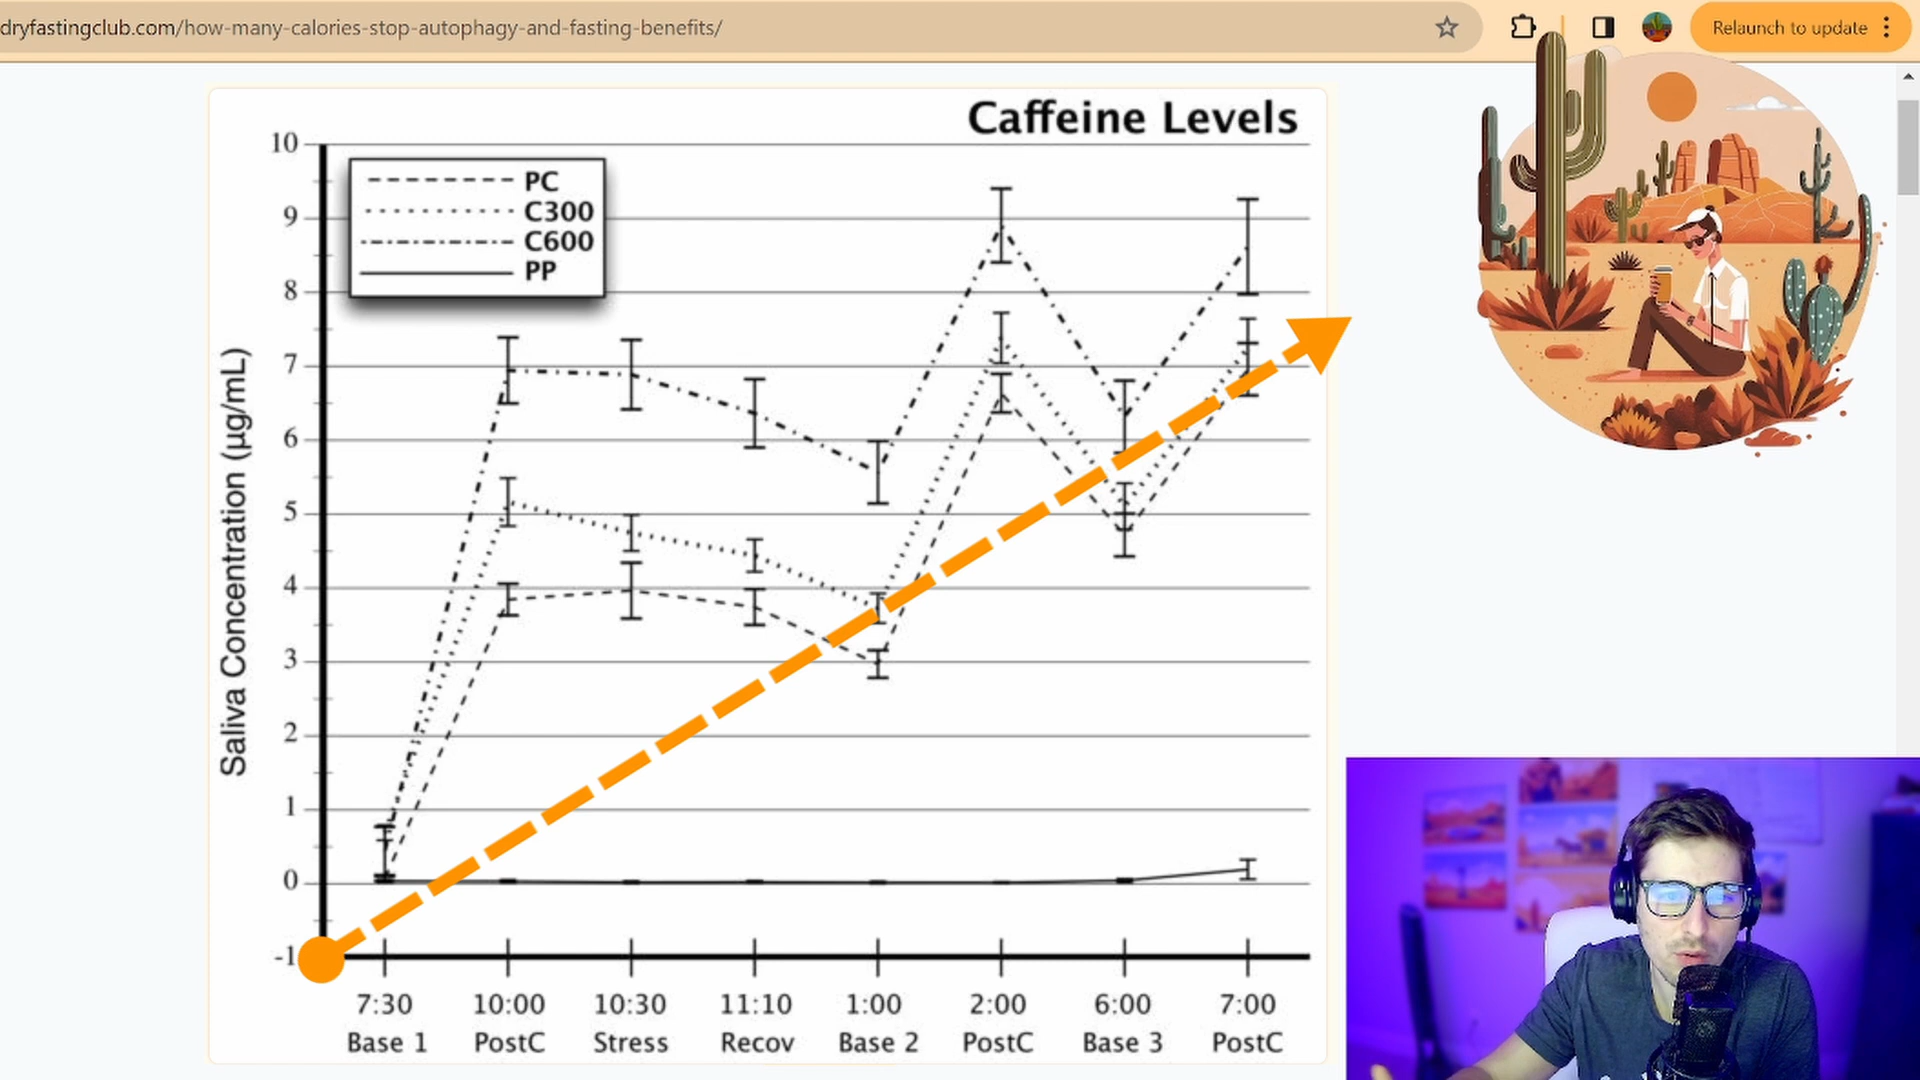 dryfastingclub.com/how-many-calories-stop-autophagy-and-fasting-benefits/
Relaunch to update
Caffeine Levels
PC
C300
C600
PP
Saliva Concentration (µg/mL)
10
9
8
7
6
5
4
3
2
1
0
-1
7:30 10:00 10:30 11:10 1:00 2:00 6:00 7:00
Base 1 PostC Stress Recov Base 2 PostC Base 3 PostC